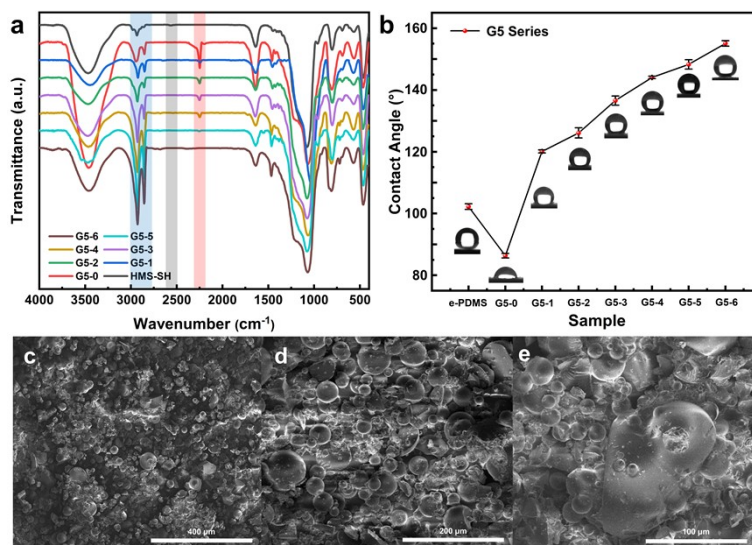 a
Transmittance (a.u.)
G5-6
G5-5
G5-4
G5-3
G5-2
G5-1
G5-0
HMS-SH
4000 3500 3000 2500 2000 1500 1000 500
Wavenumber (cm⁻¹)
b
G5 Series
Contact Angle (°)
160
140
120
100
80
e-PDMS G5-0 G5-1 G5-2 G5-3 G5-4 G5-5 G5-6
Sample
c
400 μm
d
200 μm
e
100 μm